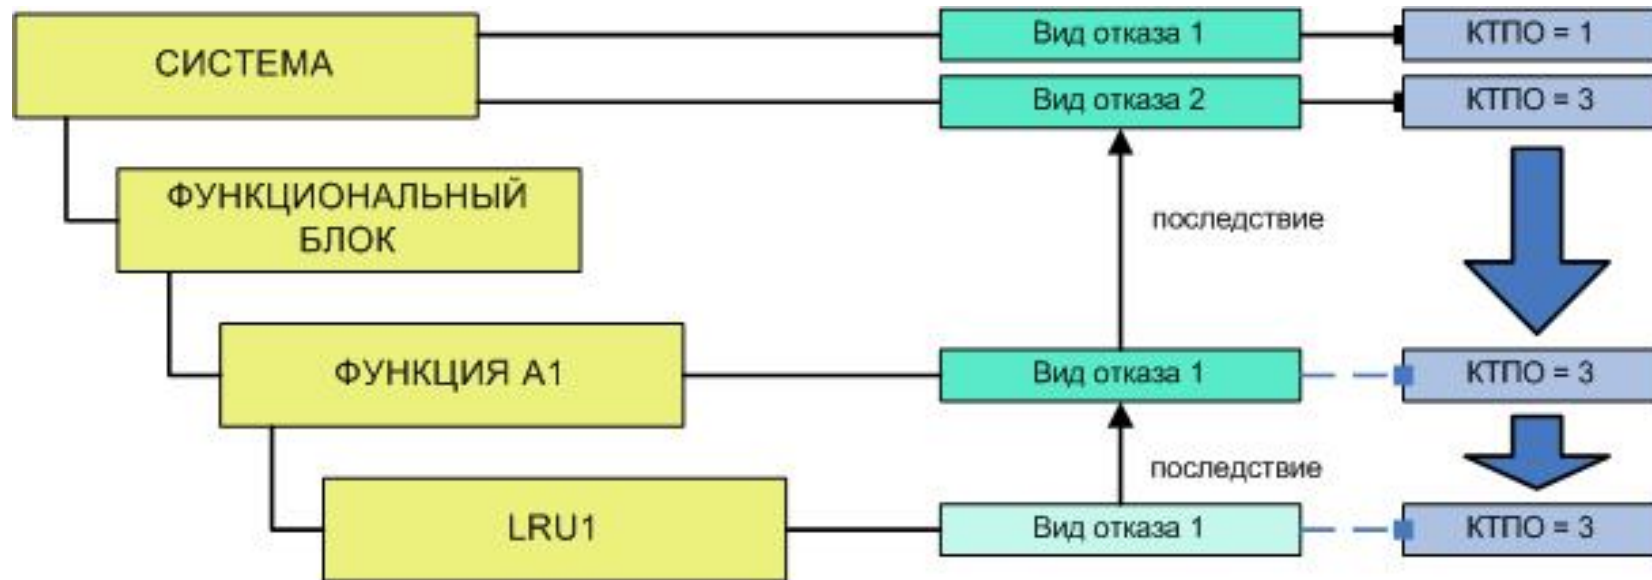 СИСТЕМА
Вид отказа 1
КТПО = 1
Вид отказа 2
КТПО = 3
ФУНКЦИОНАЛЬНЫЙ
БЛОК
последствие
ФУНКЦИЯ А1
Вид отказа 1
КТПО = 3
последствие
LRU1
Вид отказа 1
КТПО = 3